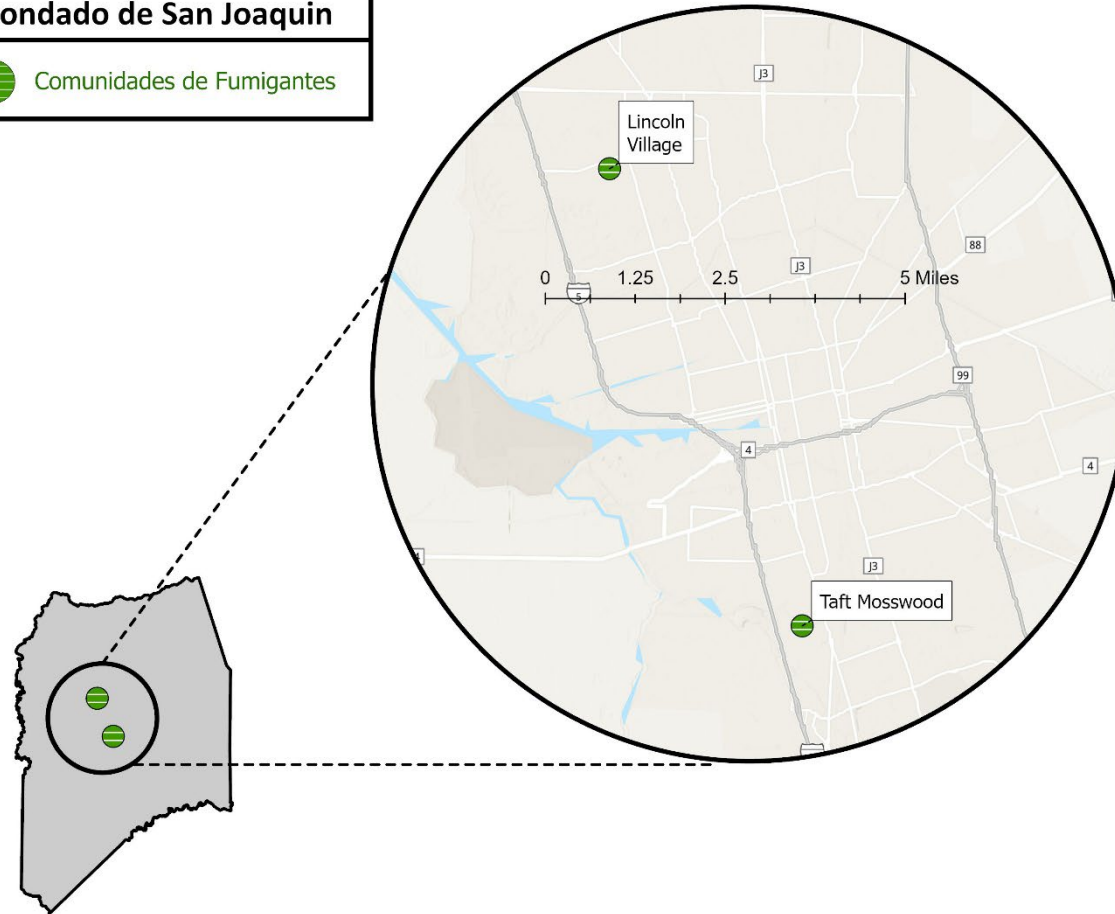 ondado de San Joaquin
Comunidades de Fumigantes
J3
Lincoln
Village
88
J3
0 1.25 2.5 5 Miles
5
99
4
4
J3
Taft Mosswood